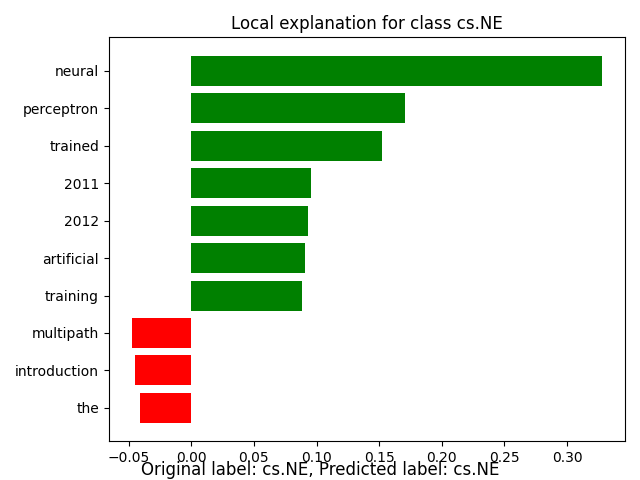 Local explanation for class cs.NE
neural
perceptron
trained
2011
2012
artificial
training
multipath
introduction
the
−0.05 0.00 0.05 0.10 0.15 0.20 0.25 0.30
Original label: cs.NE, Predicted label: cs.NE